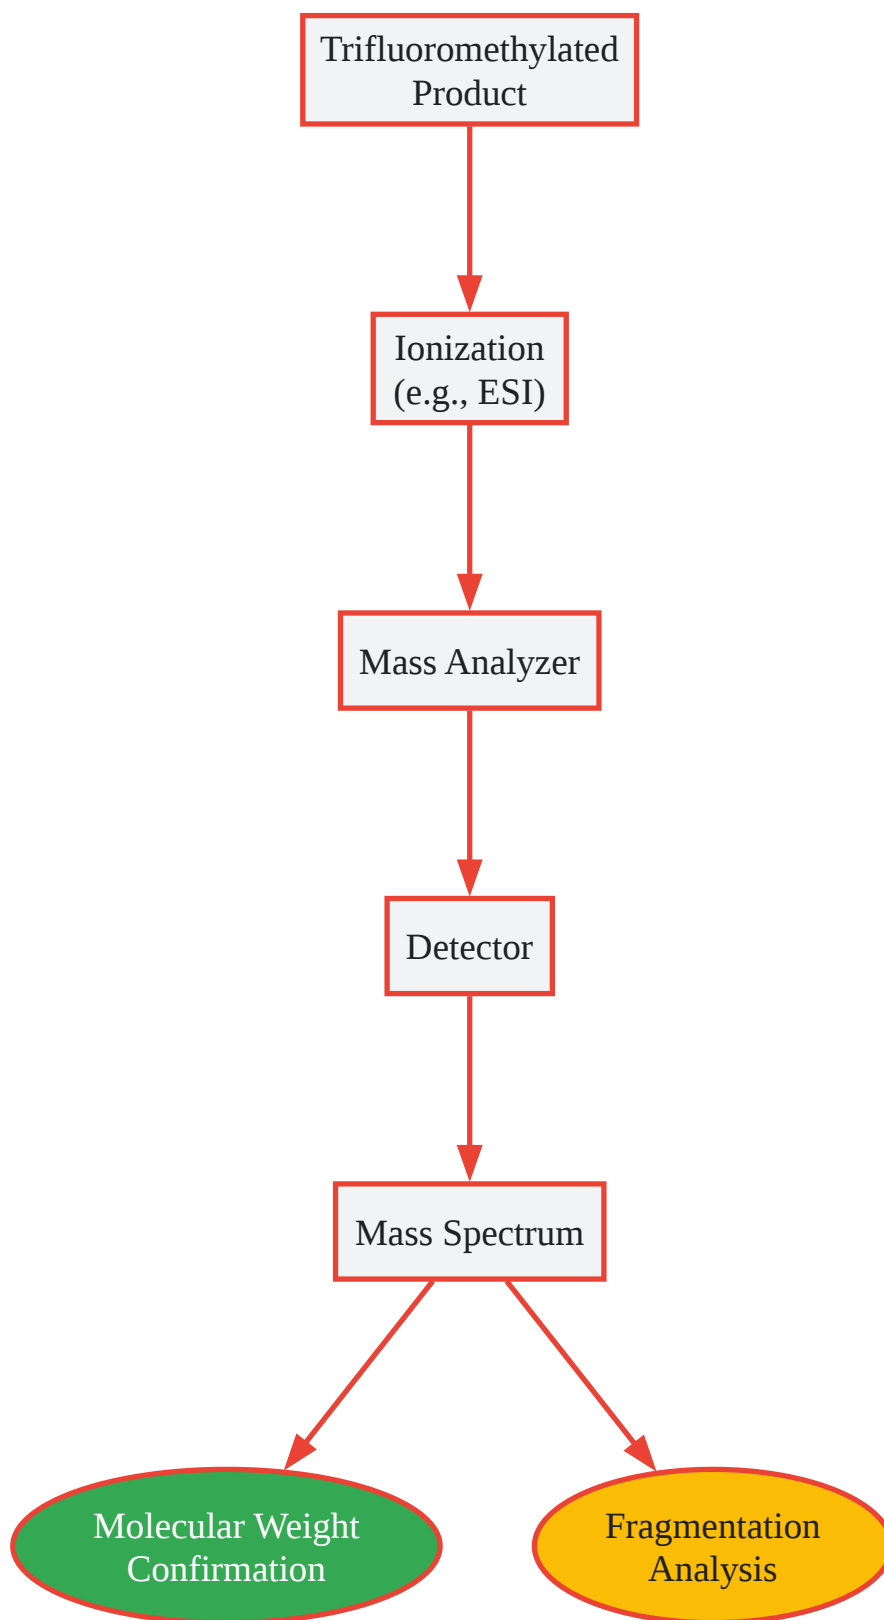 Trifluoromethylated
Product
Ionization
(e.g., ESI)
Mass Analyzer
Detector
Mass Spectrum
Molecular Weight
Confirmation
Fragmentation
Analysis